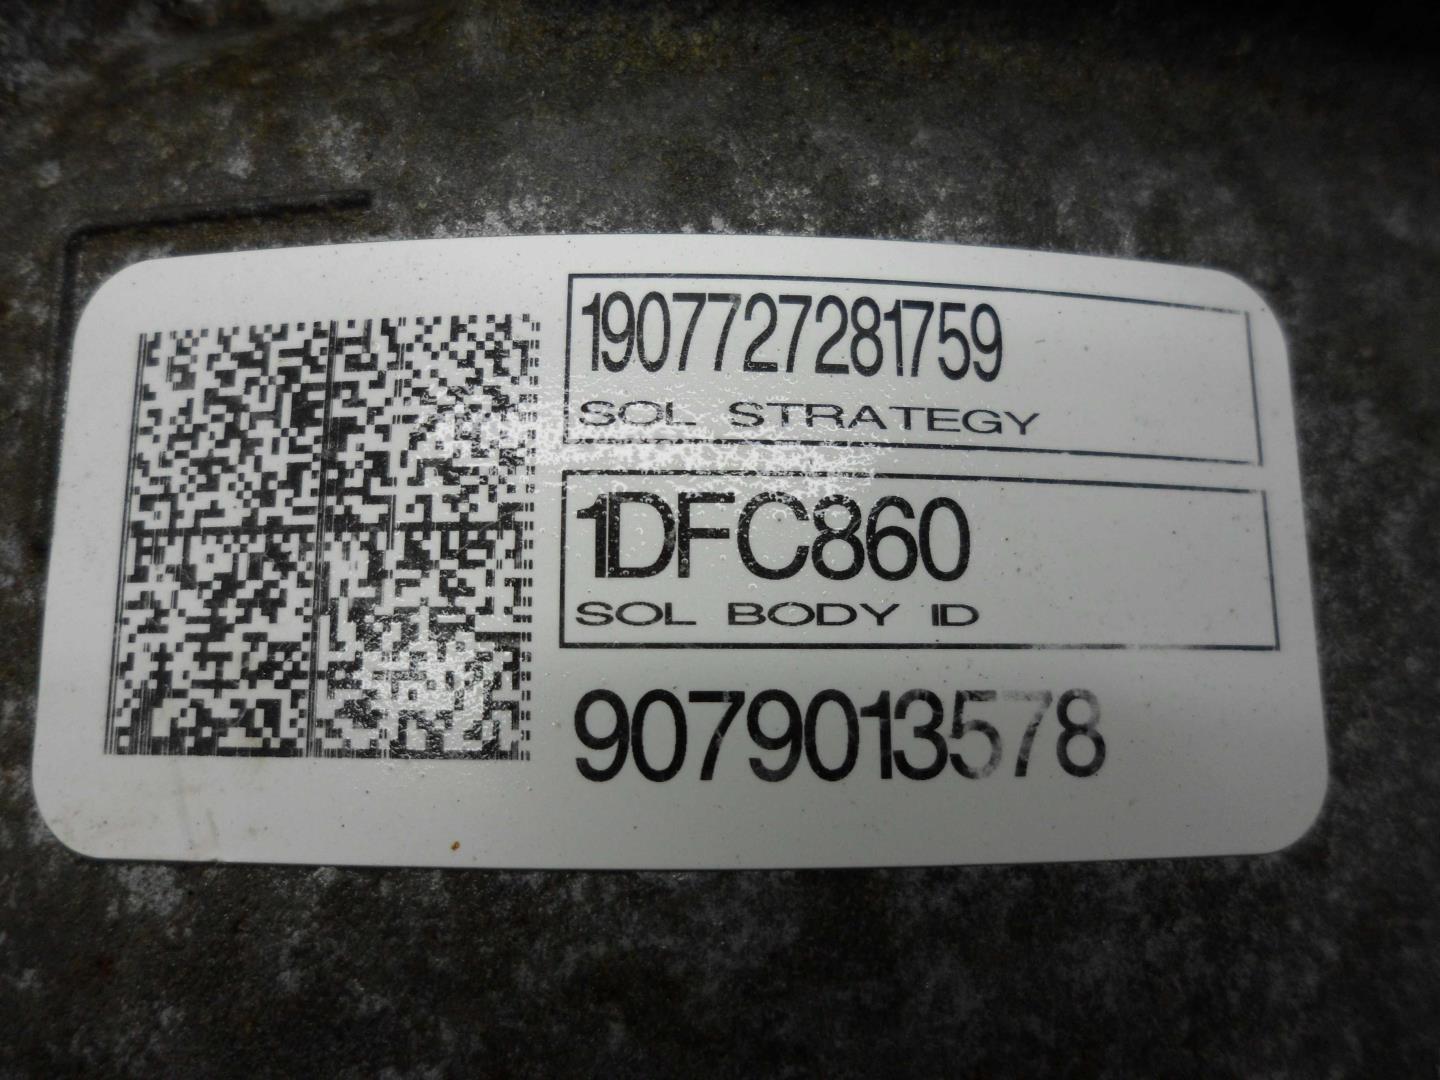 1907727281759
SOL STRATEGY
1DFC860
SOL BODY ID
9079013578